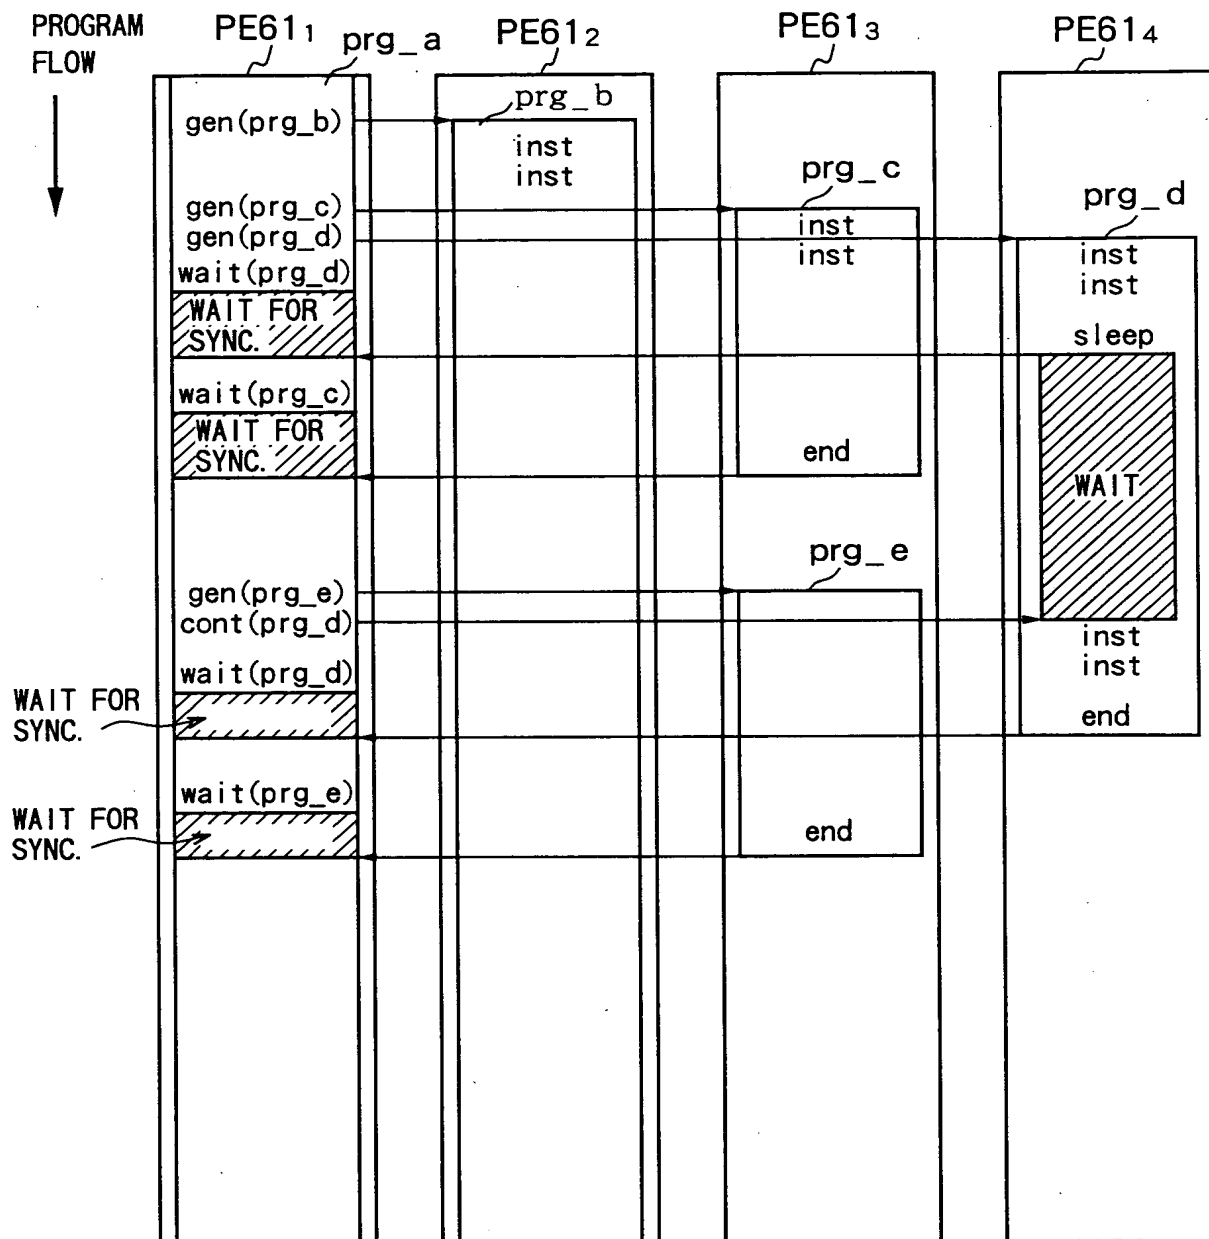 PROGRAM
FLOW
PE61₁
PE61₂
PE61₃
PE61₄
prg_a
prg_b
gen(prg_b)
inst
inst
prg_c
gen(prg_c)
inst
prg_d
gen(prg_d)
inst
inst
wait(prg_d)
inst
WAIT FOR
SYNC.
sleep
wait(prg_c)
WAIT FOR
SYNC.
end
WAIT
prg_e
gen(prg_e)
cont(prg_d)
inst
inst
wait(prg_d)
WAIT FOR
SYNC.
end
wait(prg_e)
WAIT FOR
SYNC.
end